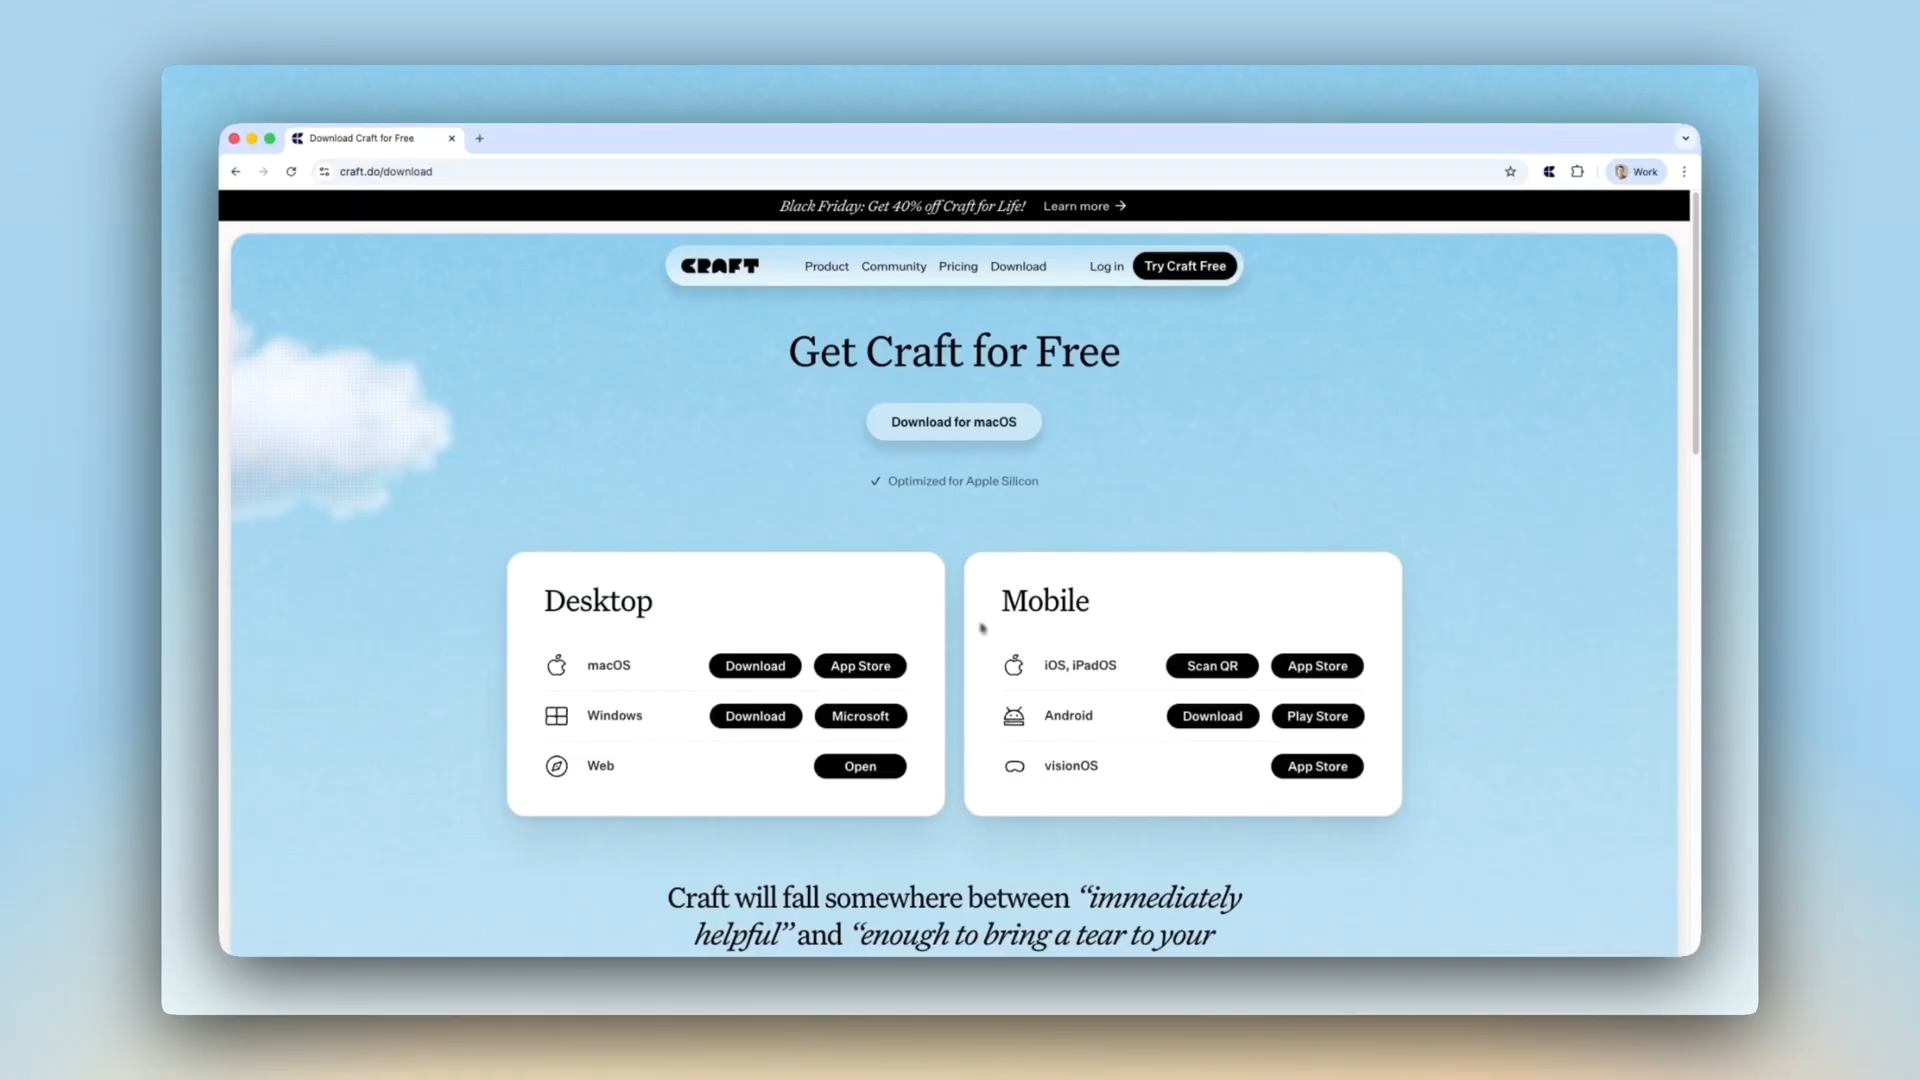 Download Craft for Free
craft.do/download
Work
Black Friday: Get 40% off Craft for Life! Learn more →
CRAFT Product Community Pricing Download Log in Try Craft Free
Get Craft for Free
Download for macOS
✓ Optimized for Apple Silicon
Desktop
macOS Download App Store
Windows Download Microsoft
Web Open
Mobile
iOS, iPadOS Scan QR App Store
Android Download Play Store
visionOS App Store
Craft will fall somewhere between “immediately
helpful” and “enough to bring a tear to your